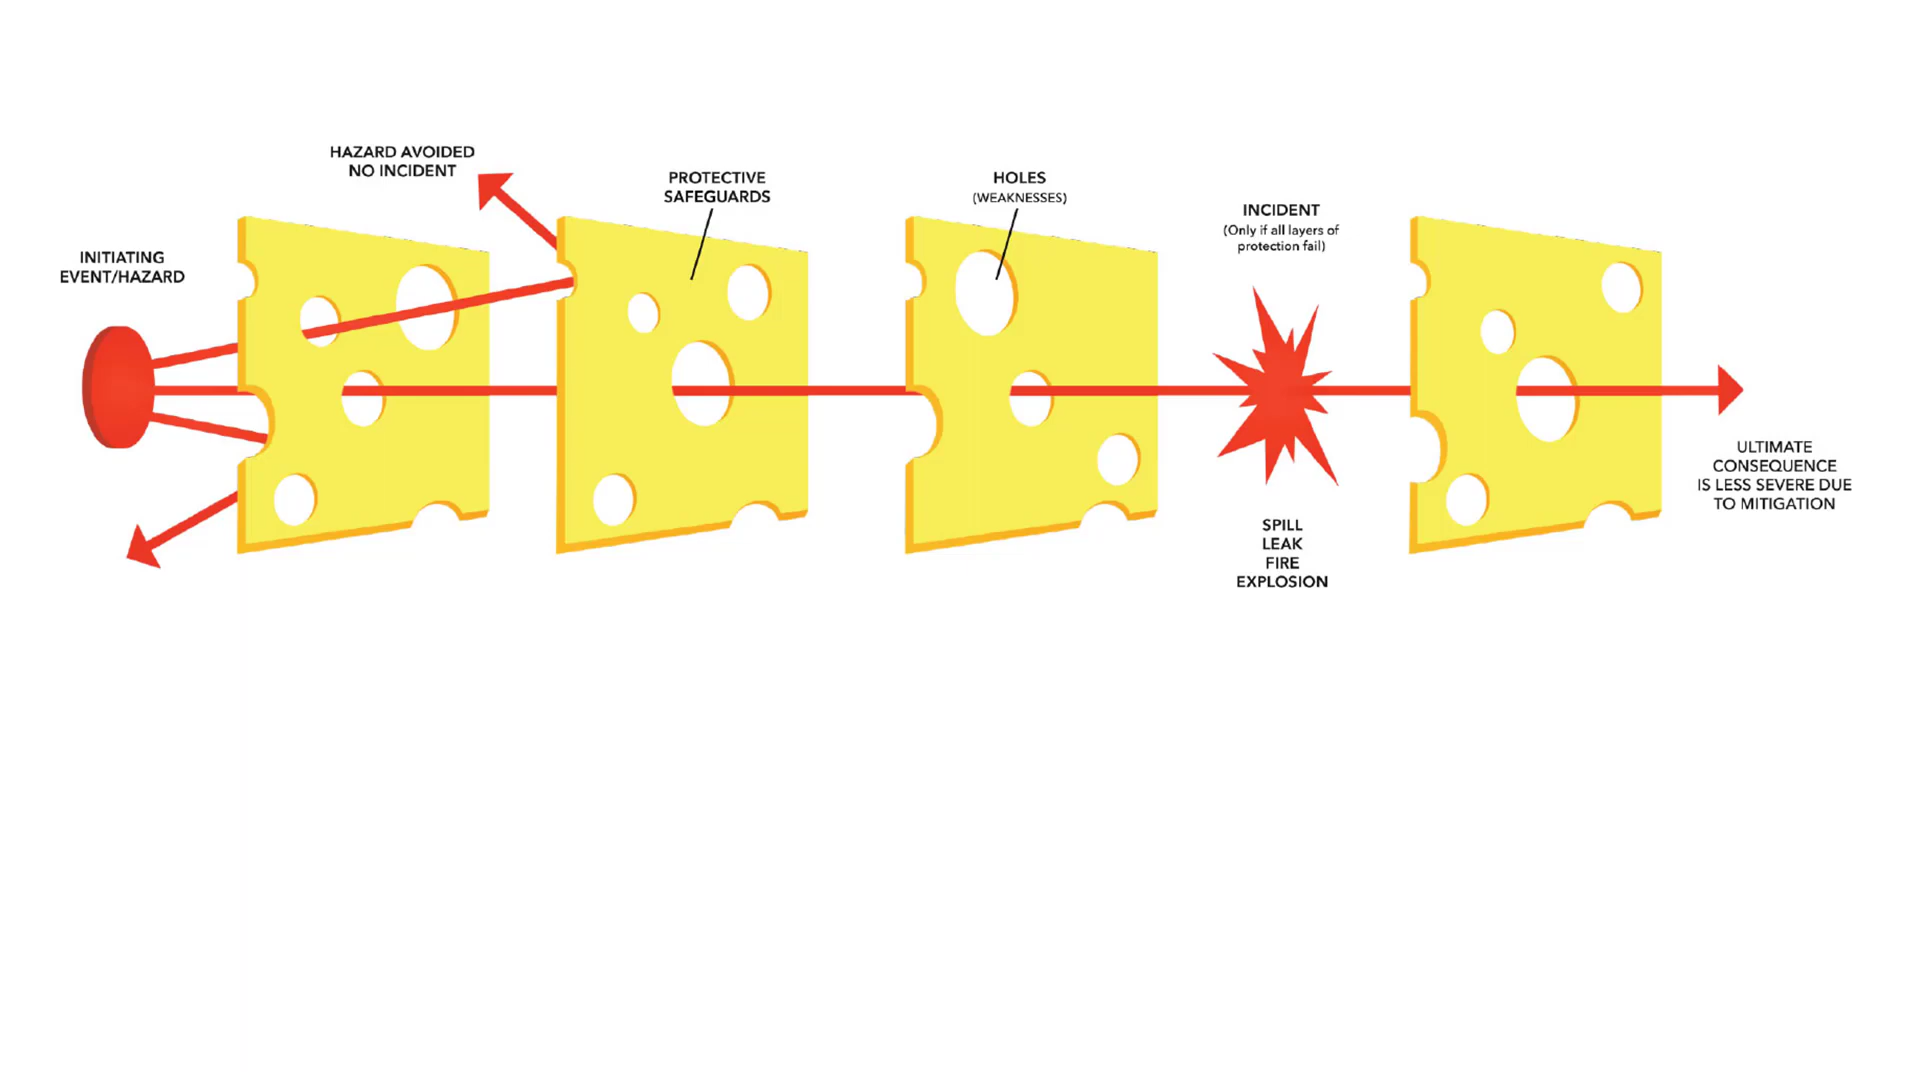 HAZARD AVOIDED
NO INCIDENT
PROTECTIVE
SAFEGUARDS
HOLES
(WEAKNESSES)
INCIDENT
(Only if all layers of
protection fail)
INITIATING
EVENT/HAZARD
ULTIMATE
CONSEQUENCE
IS LESS SEVERE DUE
TO MITIGATION
SPILL
LEAK
FIRE
EXPLOSION